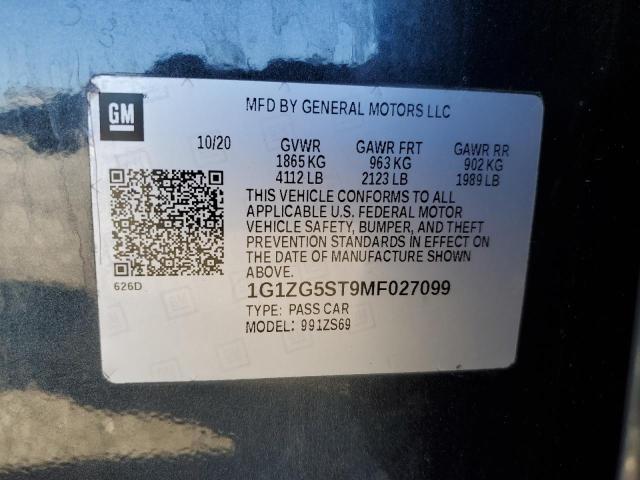 GM
MFD BY GENERAL MOTORS LLC
10/20 GVWR GAWR FRT GAWR RR
1865 KG 963 KG 902 KG
4112 LB 2123 LB 1989 LB
THIS VEHICLE CONFORMS TO ALL
APPLICABLE U.S. FEDERAL MOTOR
VEHICLE SAFETY, BUMPER, AND THEFT
PREVENTION STANDARDS IN EFFECT ON
THE DATE OF MANUFACTURE SHOWN
ABOVE.
626D
1G1ZG5ST9MF027099
TYPE: PASS CAR
MODEL: 991ZS69